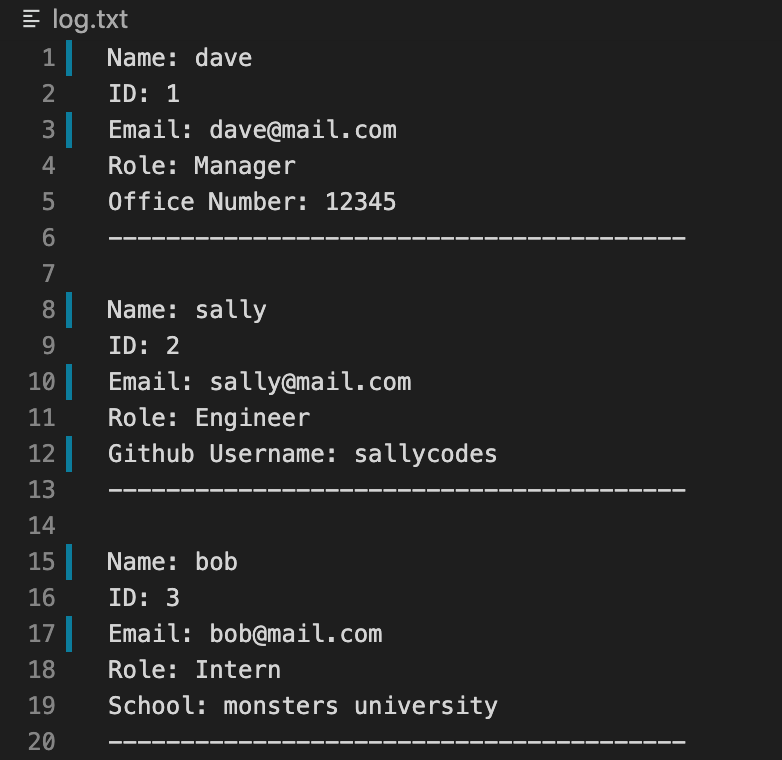 log.txt
1 Name: dave
2 ID: 1
3 Email: dave@mail.com
4 Role: Manager
5 Office Number: 12345
6 ----------------------------------------
7
8 Name: sally
9 ID: 2
10 Email: sally@mail.com
11 Role: Engineer
12 Github Username: sallycodes
13 ----------------------------------------
14
15 Name: bob
16 ID: 3
17 Email: bob@mail.com
18 Role: Intern
19 School: monsters university
20 ----------------------------------------